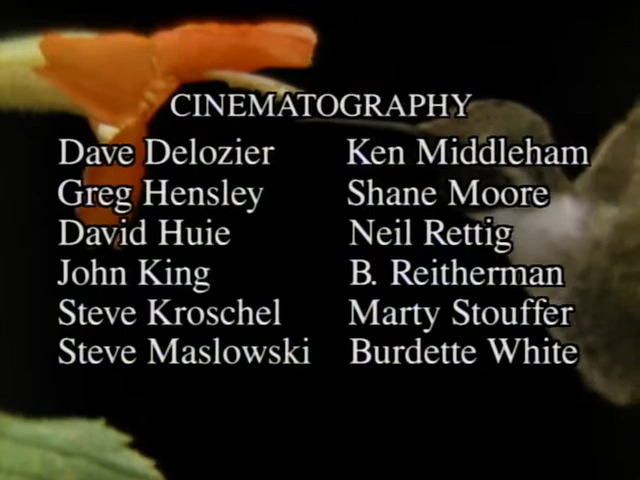 CINEMATOGRAPHY
Dave Delozier
Greg Hensley
David Huie
John King
Steve Kroschel
Steve Maslowski
Ken Middleham
Shane Moore
Neil Rettig
B. Reitherman
Marty Stouffer
Burdette White